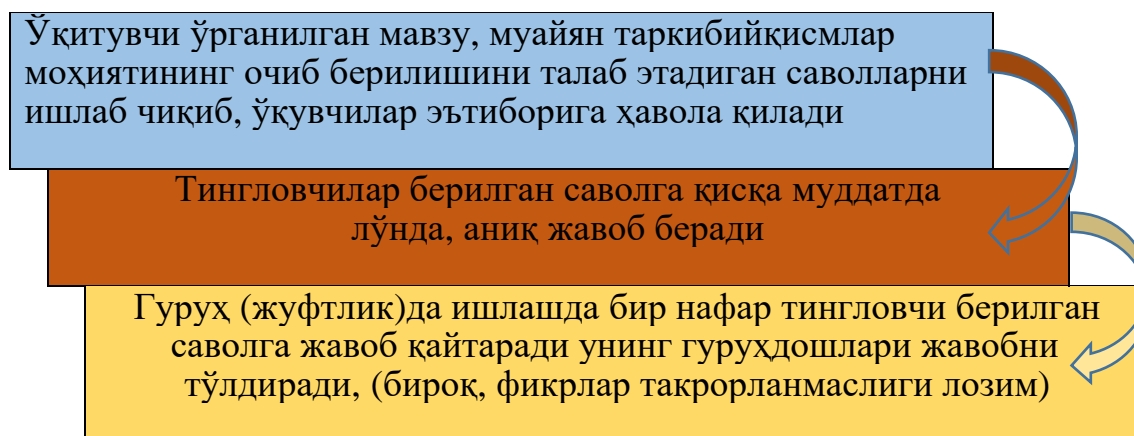 Ўқитувчи ўрганилган мавзу, муайян таркибийқисмлар
моҳиятининг очиб берилишини талаб этадиган саволларни
ишлаб чиқиб, ўқувчилар эътиборига ҳавола қилади
Тингловчилар берилган саволга қисқа муддатда
лўнда, аниқ жавоб беради
Гуруҳ (жуфтлик)да ишлашда бир нафар тингловчи берилган
саволга жавоб қайтаради унинг гуруҳдошлари жавобни
тўлдиради, (бироқ, фикрлар такрорланмаслиги лозим)